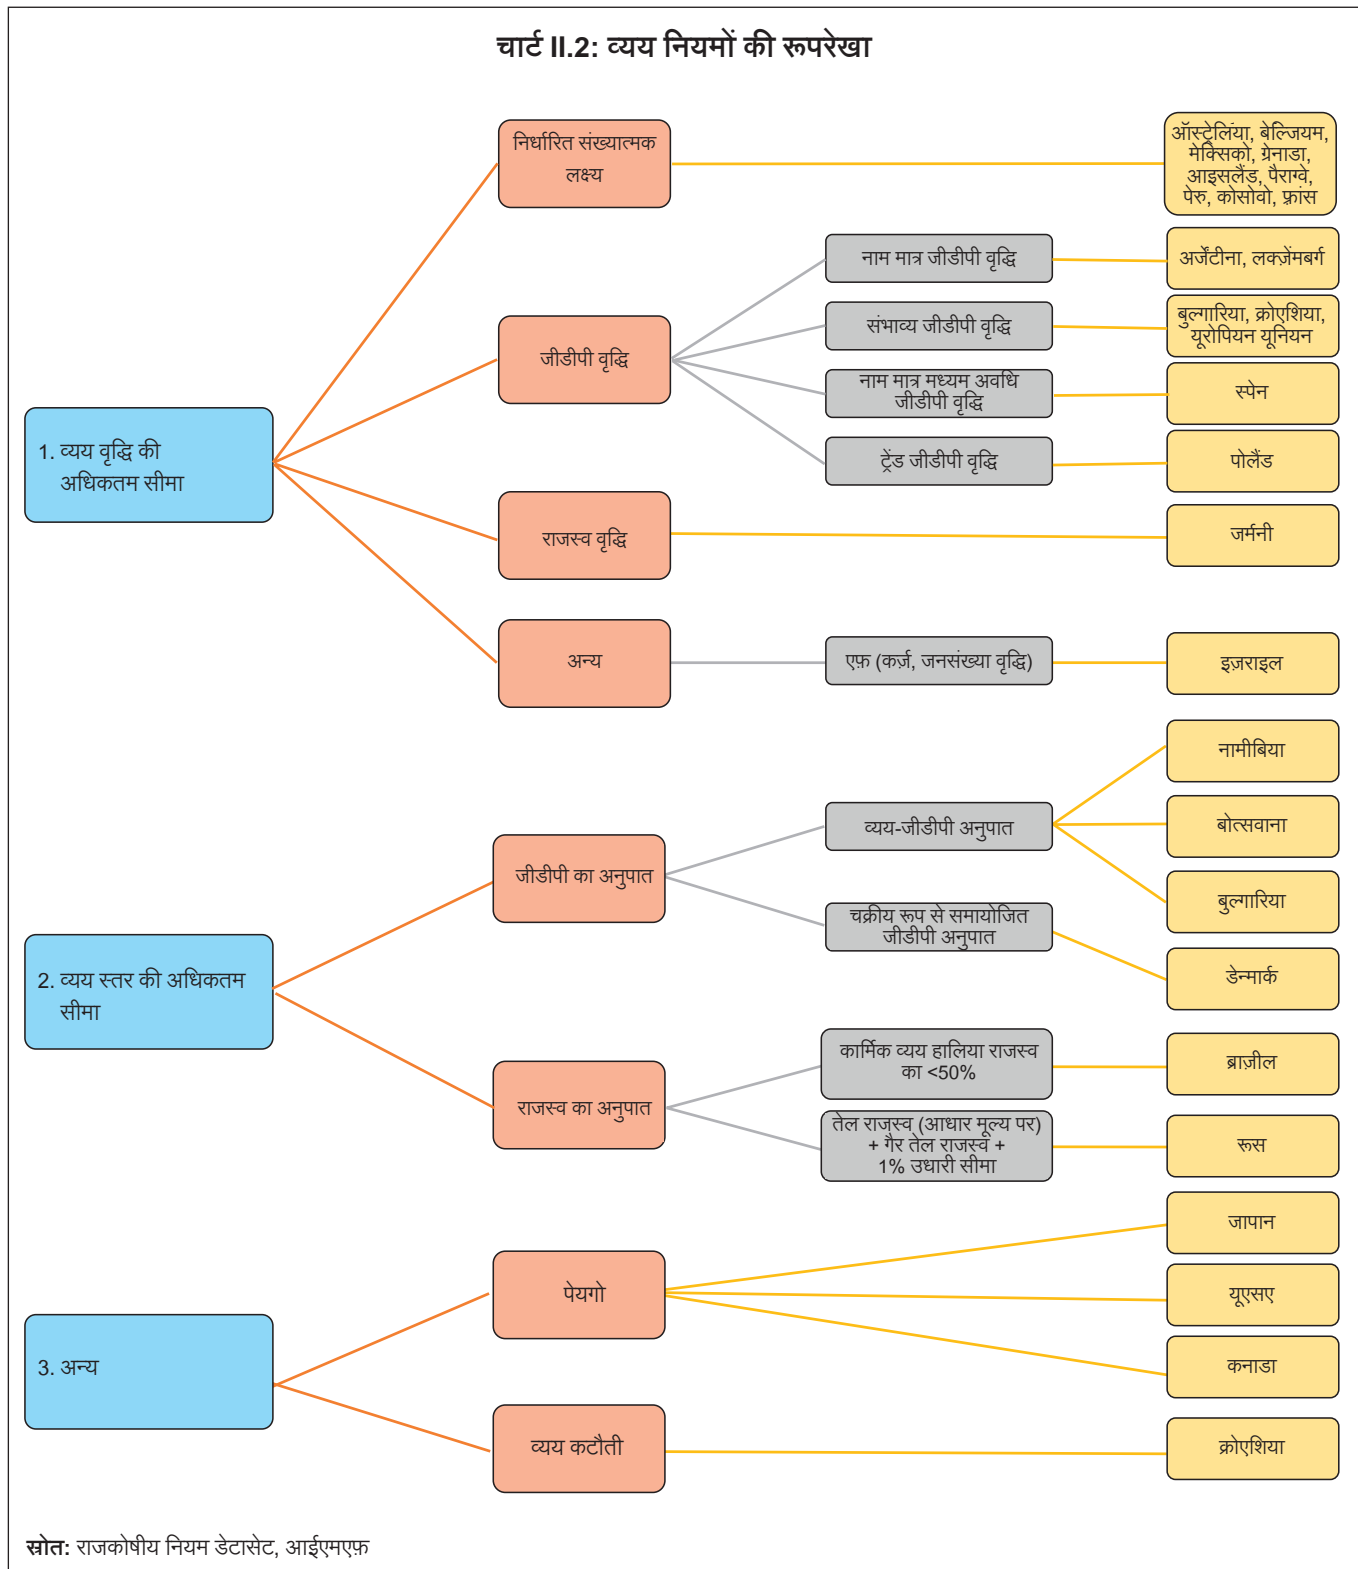 चार्ट II.2: व्यय नियमों की रूपरेखा
1. व्यय वृद्धि की
अधिकतम सीमा
निर्धारित संख्यात्मक
लक्ष्य
ऑस्ट्रेलिया, बेल्जियम,
मेक्सिको, ग्रेनाडा,
आइसलैंड, पैराग्वे,
पेरु, कोसोवो, फ़्रांस
जीडीपी वृद्धि
नाम मात्र जीडीपी वृद्धि
अर्जेंटीना, लक्ज़ेंमबर्ग
संभाव्य जीडीपी वृद्धि
बुल्गारिया, क्रोएशिया,
यूरोपियन यूनियन
नाम मात्र मध्यम अवधि
जीडीपी वृद्धि
स्पेन
ट्रेंड जीडीपी वृद्धि
पोलैंड
राजस्व वृद्धि
जर्मनी
अन्य
एफ़ (कर्ज़, जनसंख्या वृद्धि)
इज़राइल
2. व्यय स्तर की अधिकतम
सीमा
जीडीपी का अनुपात
व्यय-जीडीपी अनुपात
नामीबिया
बोत्सवाना
बुल्गारिया
चक्रीय रूप से समायोजित
जीडीपी अनुपात
डेन्मार्क
राजस्व का अनुपात
कार्मिक व्यय हालिया राजस्व
का <50%
ब्राज़ील
तेल राजस्व (आधार मूल्य पर)
+ गैर तेल राजस्व +
1% उधारी सीमा
रूस
3. अन्य
पेयगो
जापान
यूएसए
कनाडा
व्यय कटौती
क्रोएशिया
स्रोत: राजकोषीय नियम डेटासेट, आईएमएफ़